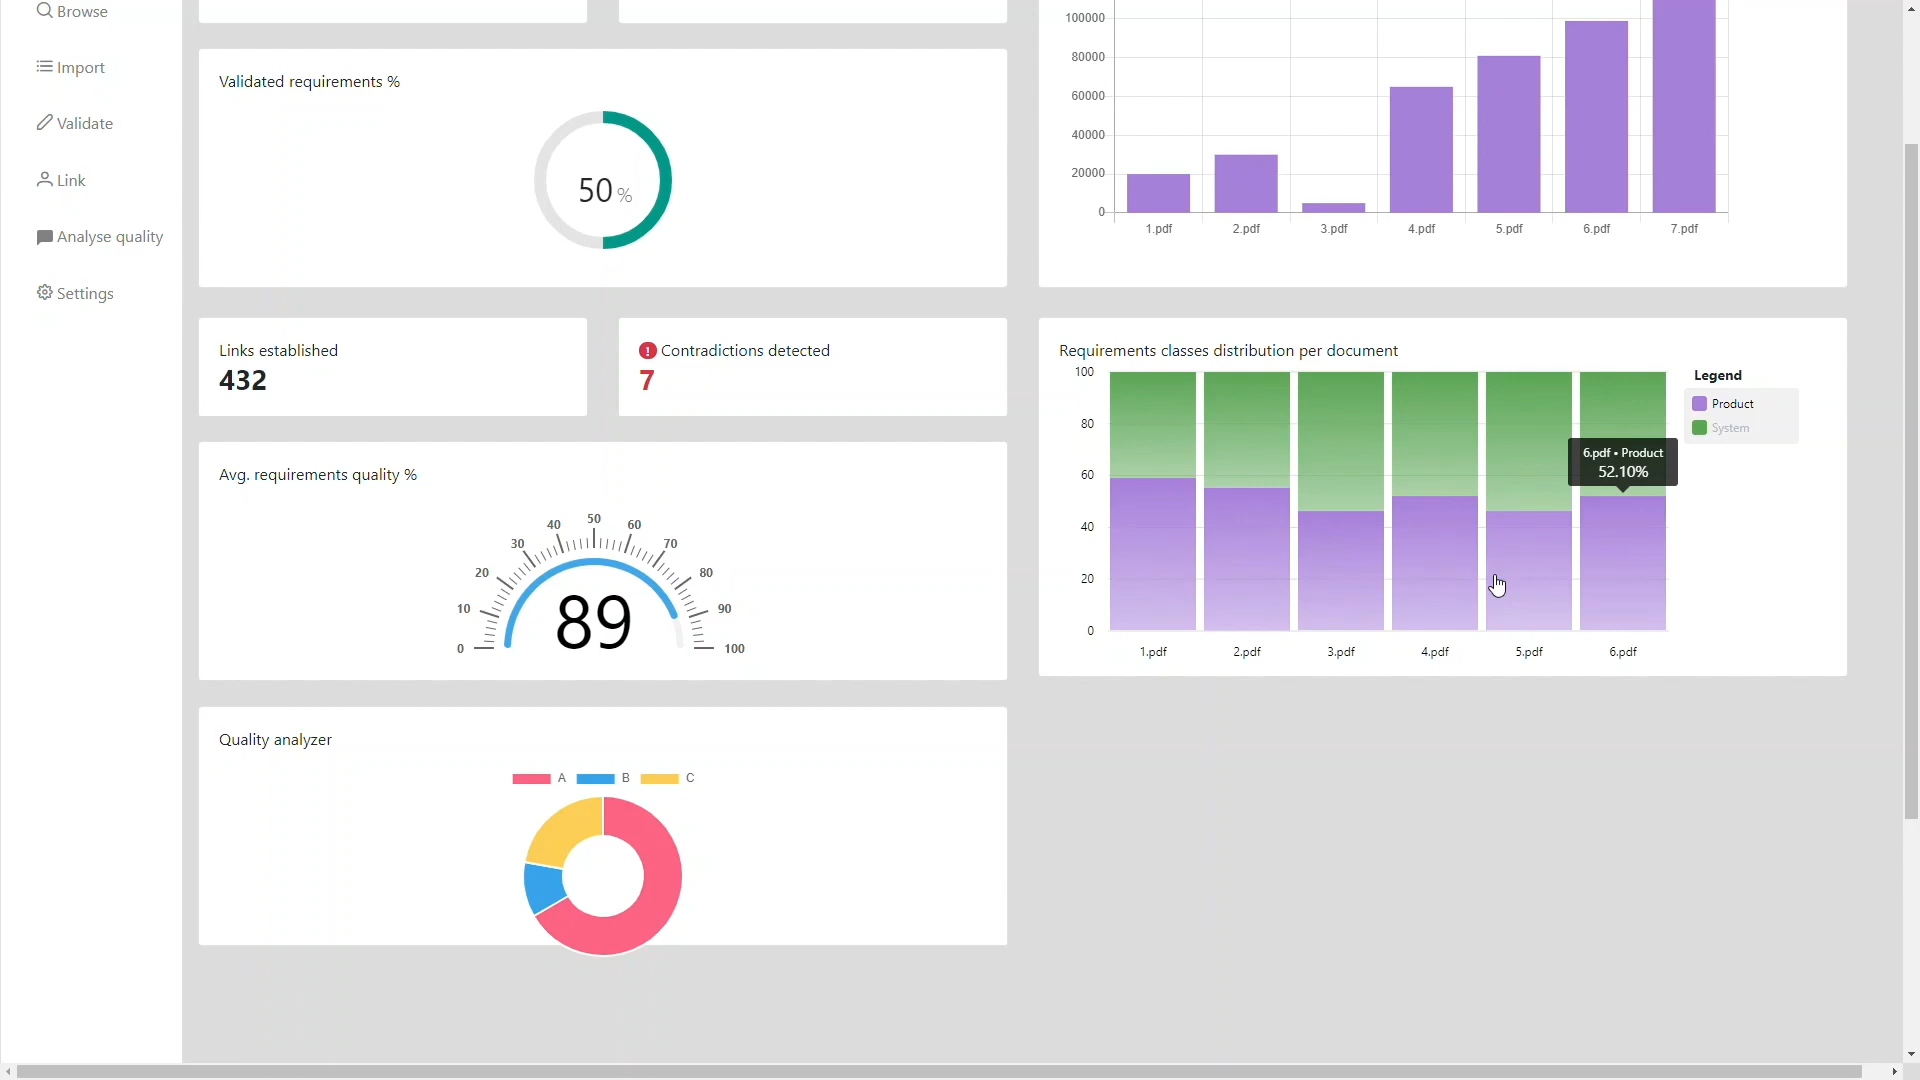 Browse
Import
Validate
Link
Analyse quality
Settings
Validated requirements %
50 %
100000
80000
60000
40000
20000
0
1.pdf 2.pdf 3.pdf 4.pdf 5.pdf 6.pdf 7.pdf
Links established
432
! Contradictions detected
7
Avg. requirements quality %
0 10 20 30 40 50 60 70 80 90 100
89
Requirements classes distribution per document
100
80
60
40
20
0
1.pdf 2.pdf 3.pdf 4.pdf 5.pdf 6.pdf
Legend
Product
System
6.pdf • Product
52.10%
Quality analyzer
A B C